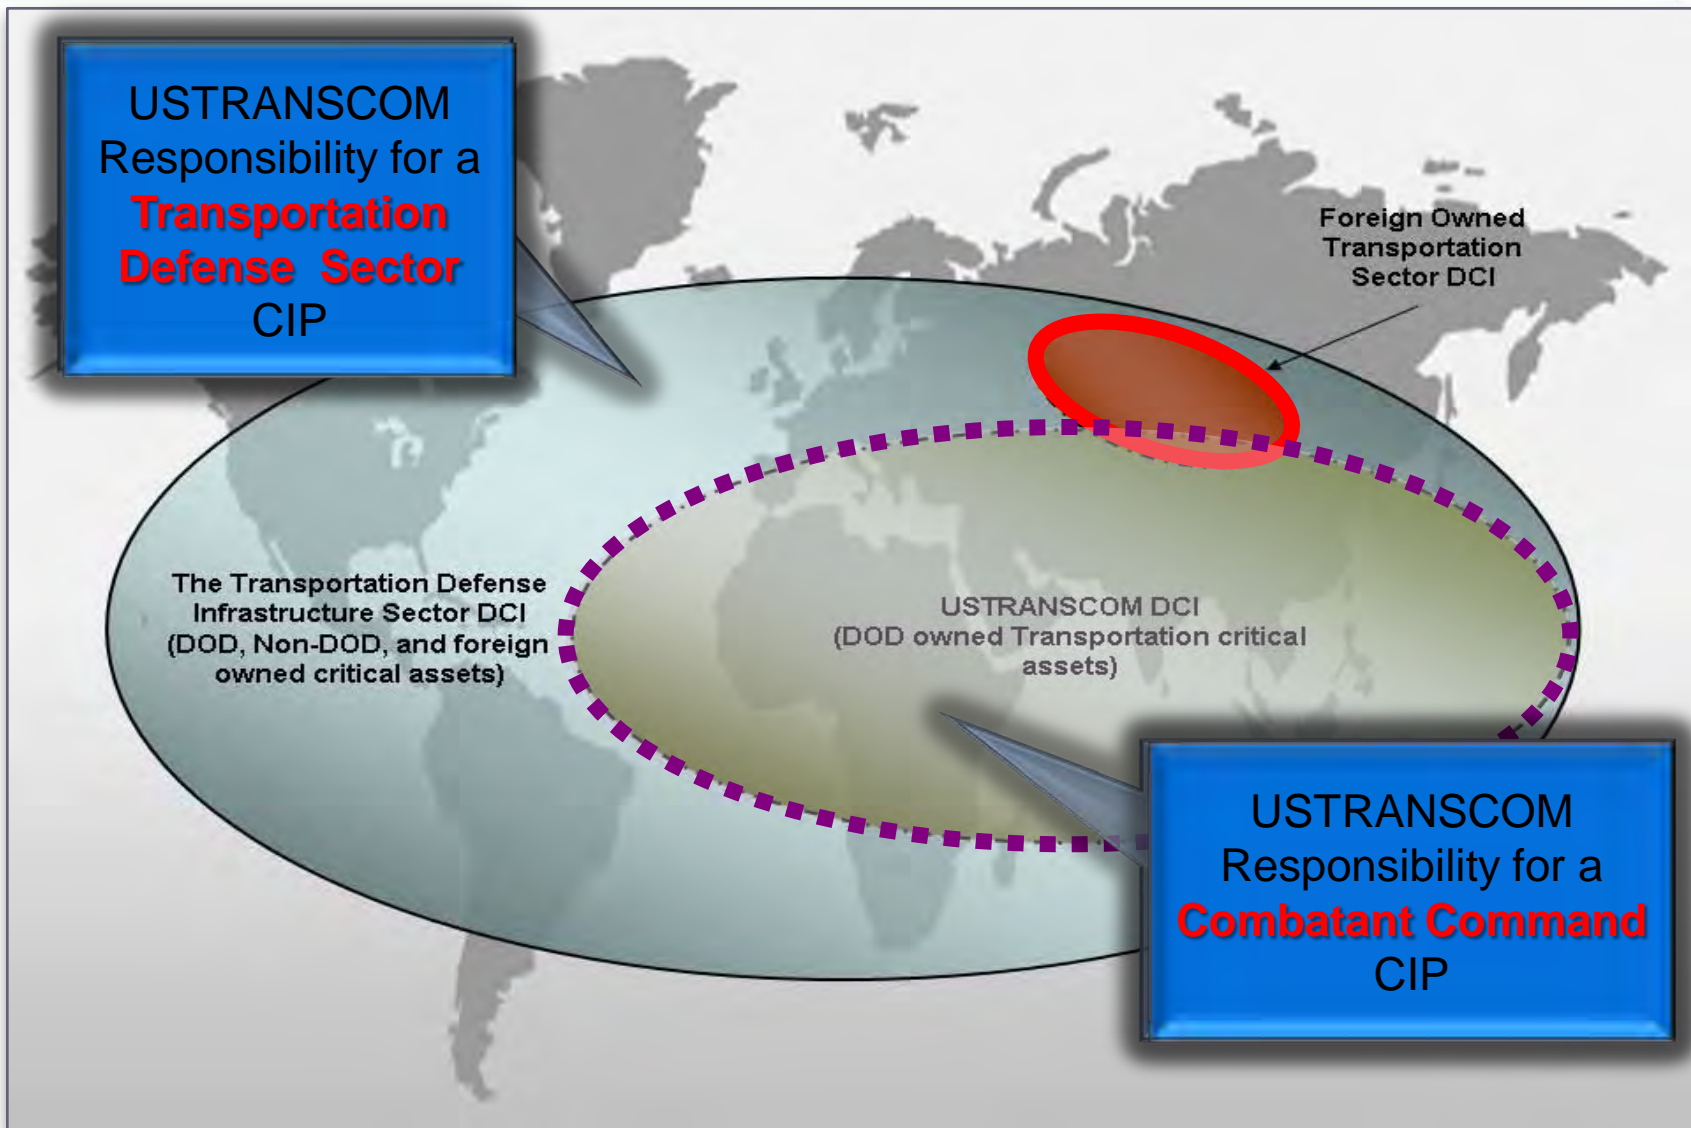 USTRANSCOM
Responsibility for a
Transportation
Defense Sector
CIP
Foreign Owned
Transportation
Sector DCI
The Transportation Defense
Infrastructure Sector DCI
(DOD, Non-DOD, and foreign
owned critical assets)
USTRANSCOM DCI
(DOD owned Transportation critical
assets)
USTRANSCOM
Responsibility for a
Combatant Command
CIP